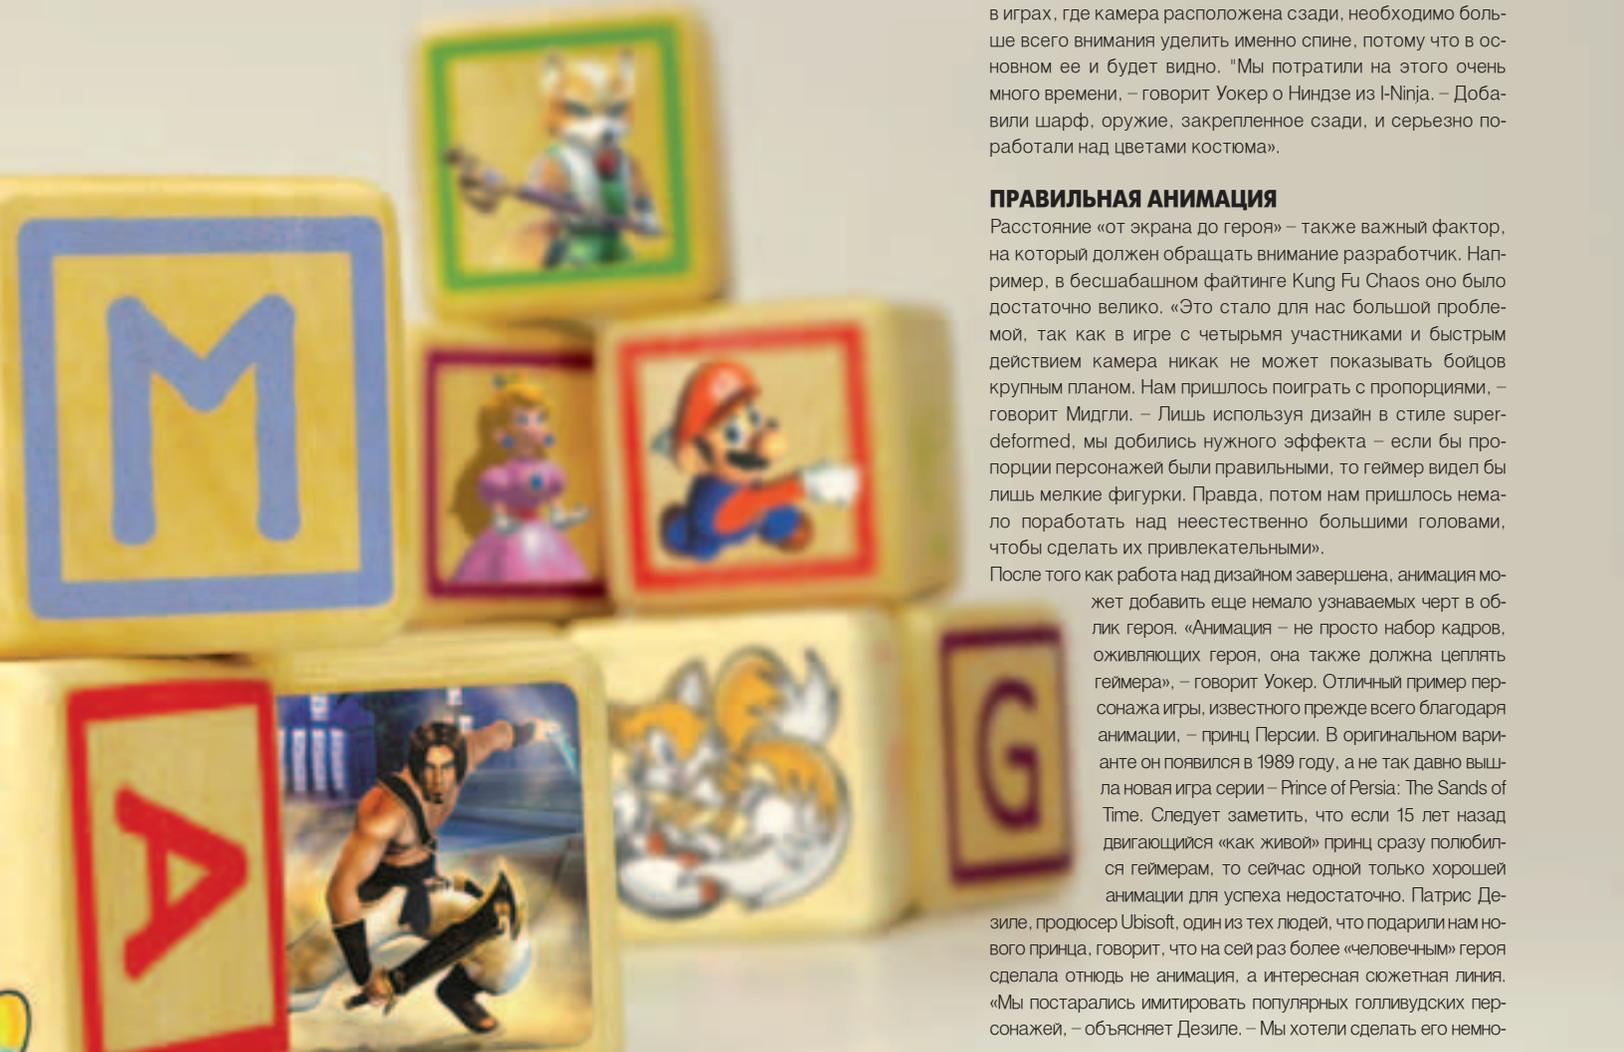 в играх, где камера расположена сзади, необходимо боль-
ше всего внимания уделить именно спине, потому что в ос-
новном ее и будет видно. "Мы потратили на этого очень
много времени, – говорит Уокер о Ниндзе из I-Ninja. – Доба-
вили шарф, оружие, закрепленное сзади, и серьезно по-
работали над цветами костюма».
ПРАВИЛЬНАЯ АНИМАЦИЯ
Расстояние «от экрана до героя» – также важный фактор,
на который должен обращать внимание разработчик. Нап-
ример, в бесшабашном файтинге Kung Fu Chaos оно было
достаточно велико. «Это стало для нас большой пробле-
мой, так как в игре с четырьмя участниками и быстрым
действием камера никак не может показывать бойцов
крупным планом. Нам пришлось поиграть с пропорциями, –
говорит Мидгли. – Лишь используя дизайн в стиле super-
deformed, мы добились нужного эффекта – если бы про-
порции персонажей были правильными, то геймер видел бы
лишь мелкие фигурки. Правда, потом нам пришлось нема-
ло поработать над неестественно большими головами,
чтобы сделать их привлекательными».
После того как работа над дизайном завершена, анимация мо-
жет добавить еще немало узнаваемых черт в об-
лик героя. «Анимация – не просто набор кадров,
оживляющих героя, она также должна цеплять
геймера», – говорит Уокер. Отличный пример пер-
сонажа игры, известного прежде всего благодаря
анимации, – принц Персии. В оригинальном вари-
анте он появился в 1989 году, а не так давно выш-
ла новая игра серии – Prince of Persia: The Sands of
Time. Следует заметить, что если 15 лет назад
двигающийся «как живой» принц сразу полюбил-
ся геймерам, то сейчас одной только хорошей
анимации для успеха недостаточно. Патрис Де-
зиле, продюсер Ubisoft, один из тех людей, что подарили нам но-
вого принца, говорит, что на сей раз более «человечным» героя
сделала отнюдь не анимация, а интересная сюжетная линия.
«Мы постарались имитировать популярных голливудских пер-
сонажей, – объясняет Дезиле. – Мы хотели сделать его немно-
M
A
G